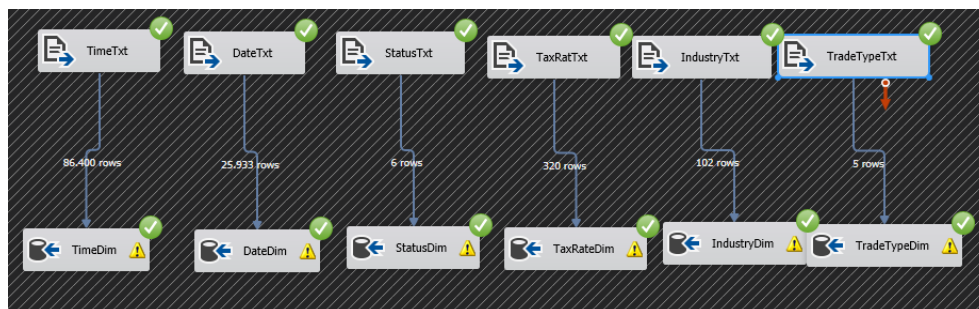 TimeTxt
DateTxt
StatusTxt
TaxRatTxt
IndustryTxt
TradeTypeTxt
86.400 rows
25.933 rows
6 rows
320 rows
102 rows
5 rows
TimeDim
DateDim
StatusDim
TaxRateDim
IndustryDim
TradeTypeDim